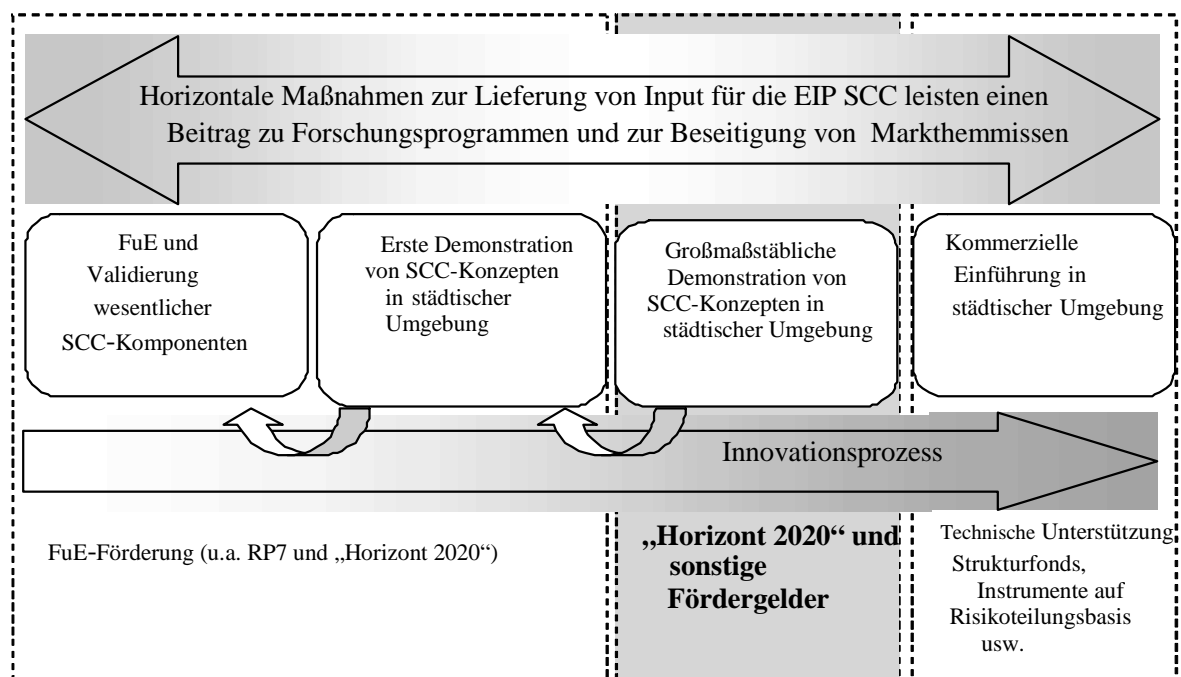 Horizontale Maßnahmen zur Lieferung von Input für die EIP SCC leisten einen
Beitrag zu Forschungsprogrammen und zur Beseitigung von Markthemmissen
FuE und
Validierung
wesentlicher
SCC-Komponenten
Erste Demonstration
von SCC-Konzepten
in städtischer
Umgebung
Großmaßstäbliche
Demonstration von
SCC-Konzepten in
städtischer Umgebung
Kommerzielle
Einführung in
städtischer Umgebung
Innovationsprozess
FuE-Förderung (u.a. RP7 und „Horizont 2020“)
„Horizont 2020“ und
sonstige
Fördergelder
Technische Unterstützung
Strukturfonds,
Instrumente auf
Risikoteilungsbasis
usw.